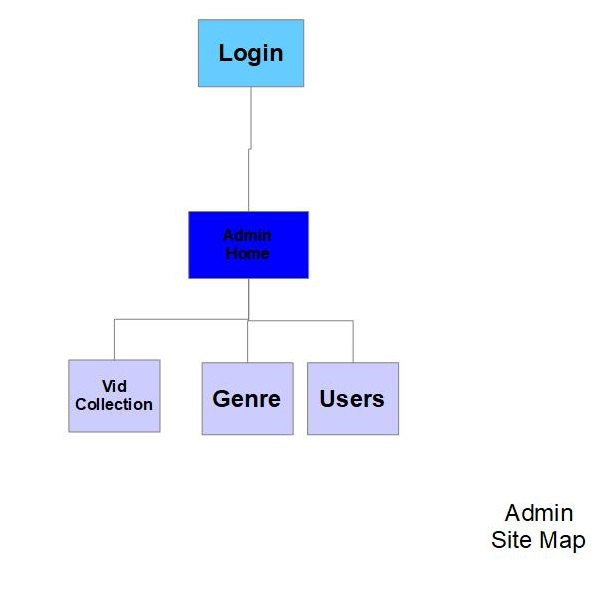 Login
Admin
Home
Vid
Collection
Genre
Users
Admin
Site Map